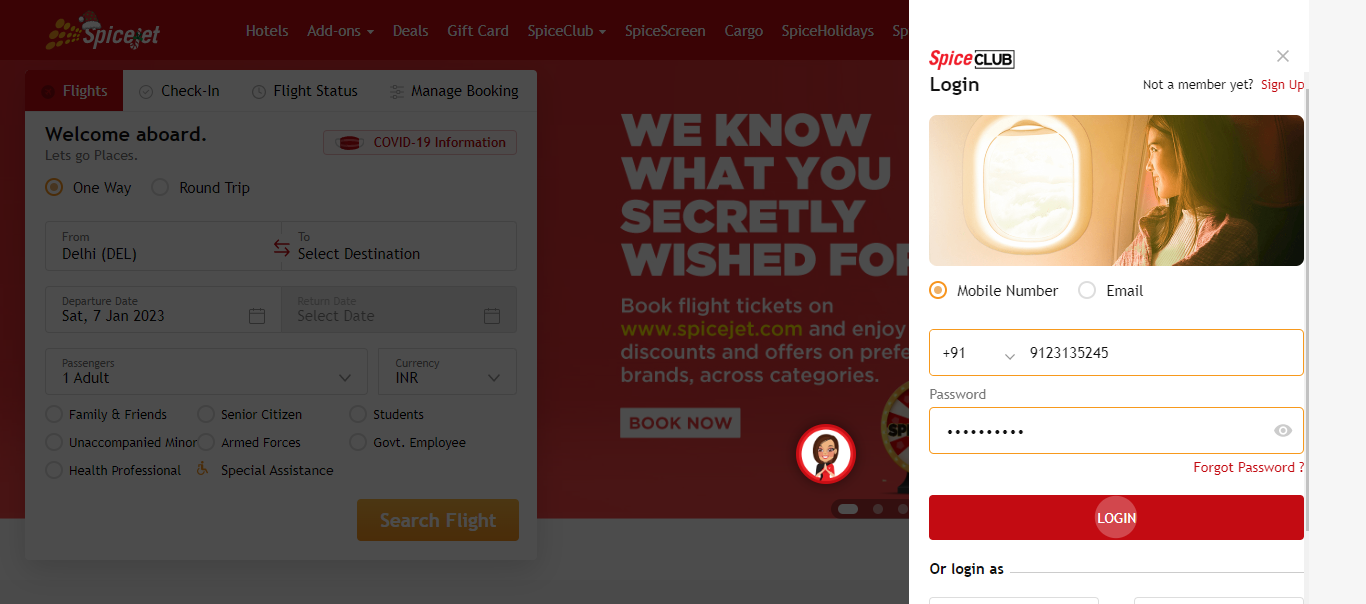 SpiceJet
Hotels Add-ons Deals Gift Card SpiceClub SpiceScreen Cargo SpiceHolidays Sp
Flights Check-In Flight Status Manage Booking
Welcome aboard.
Lets go Places.
COVID-19 Information
One Way Round Trip
From
Delhi (DEL)
To
Select Destination
Departure Date
Sat, 7 Jan 2023
Return Date
Select Date
Passengers
1 Adult
Currency
INR
Family & Friends Senior Citizen Students
Unaccompanied Minor Armed Forces Govt. Employee
Health Professional Special Assistance
Search Flight
WE KNOW
WHAT YOU
SECRETLY
WISHED FOR
Book flight tickets on
www.spicejet.com and enjoy
discounts and offers on prefe
brands, across categories.
BOOK NOW
SP
SpiceCLUB
Login
Not a member yet? Sign Up
Mobile Number Email
+91 9123135245
Password
••••••••••
Forgot Password ?
LOGIN
Or login as